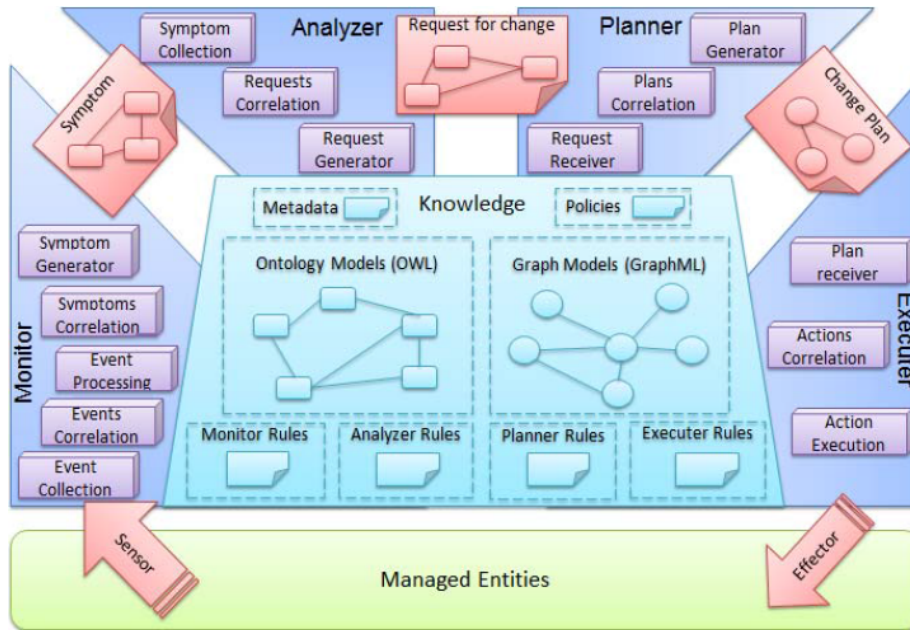 Analyzer
Symptom
Collection
Requests
Correlation
Request
Generator
Request for change
Planner
Plan
Generator
Plans
Correlation
Request
Receiver
Symptom
Change Plan
Monitor
Symptom
Generator
Symptoms
Correlation
Event
Processing
Events
Correlation
Event
Collection
Metadata
Knowledge
Policies
Ontology Models (OWL)
Graph Models (GraphML)
Monitor Rules
Analyzer Rules
Planner Rules
Executer Rules
Executer
Plan
receiver
Actions
Correlation
Action
Execution
Sensor
Effector
Managed Entities